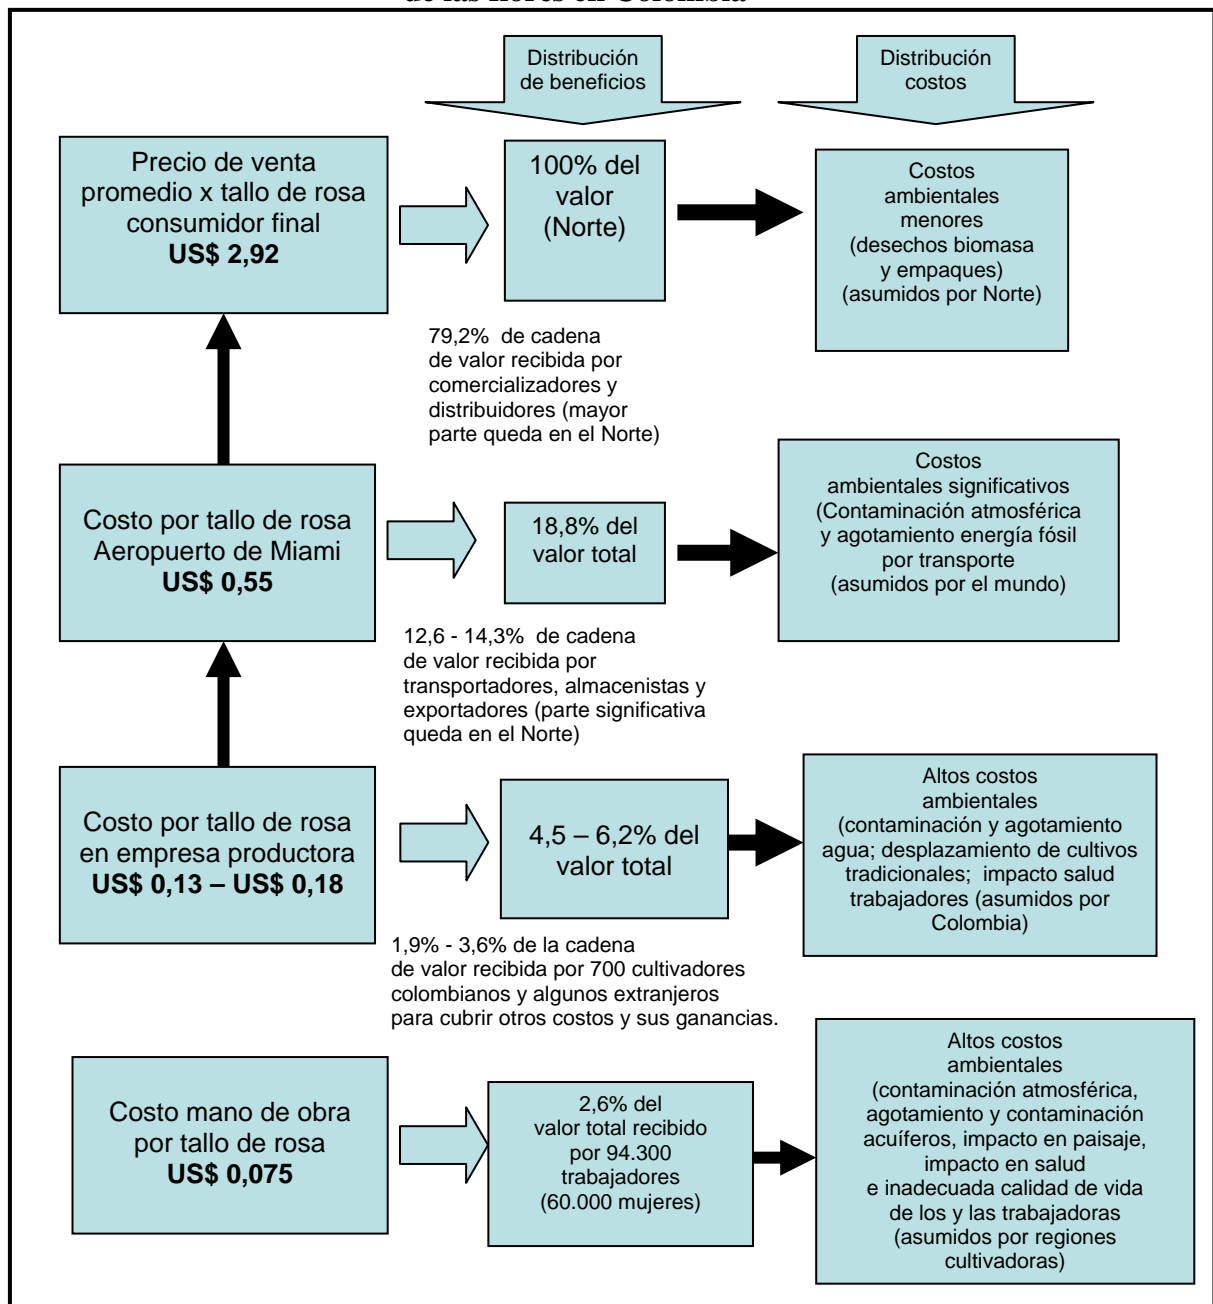 de las flores en Colombia
Distribución
de beneficios
Distribución
costos
Precio de venta
promedio x tallo de rosa
consumidor final
US$ 2,92
100% del
valor
(Norte)
Costos
ambientales
menores
(desechos biomasa
y empaques)
(asumidos por Norte)
79,2% de cadena
de valor recibida por
comercializadores y
distribuidores (mayor
parte queda en el Norte)
Costo por tallo de rosa
Aeropuerto de Miami
US$ 0,55
18,8% del
valor total
Costos
ambientales significativos
(Contaminación atmosférica
y agotamiento energía fósil
por transporte
(asumidos por el mundo)
12,6 - 14,3% de cadena
de valor recibida por
transportadores, almacenistas y
exportadores (parte significativa
queda en el Norte)
Costo por tallo de rosa
en empresa productora
US$ 0,13 – US$ 0,18
4,5 – 6,2% del
valor total
Altos costos
ambientales
(contaminación y agotamiento
agua; desplazamiento de cultivos
tradicionales; impacto salud
trabajadores (asumidos por
Colombia)
1,9% - 3,6% de la cadena
de valor recibida por 700 cultivadores
colombianos y algunos extranjeros
para cubrir otros costos y sus ganancias.
Costo mano de obra
por tallo de rosa
US$ 0,075
2,6% del
valor total recibido
por 94.300
trabajadores
(60.000 mujeres)
Altos costos
ambientales
(contaminación atmosférica,
agotamiento y contaminación
acuíferos, impacto en paisaje,
impacto en salud
e inadecuada calidad de vida
de los y las trabajadoras
(asumidos por regiones
cultivadoras)